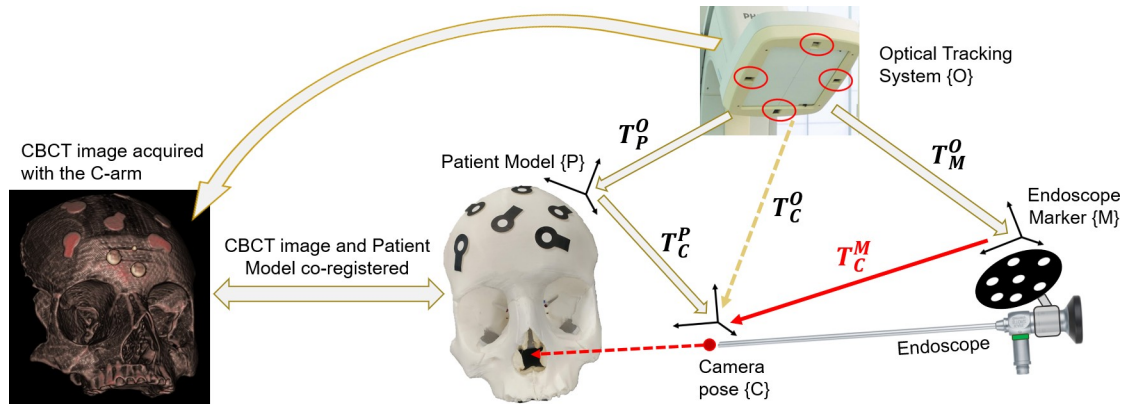 Optical Tracking
System {O}
T_P^O
T_M^O
CBCT image acquired
with the C-arm
Patient Model {P}
T_C^O
Endoscope
Marker {M}
CBCT image and Patient
Model co-registered
T_C^P
T_C^M
Endoscope
Camera
pose {C}